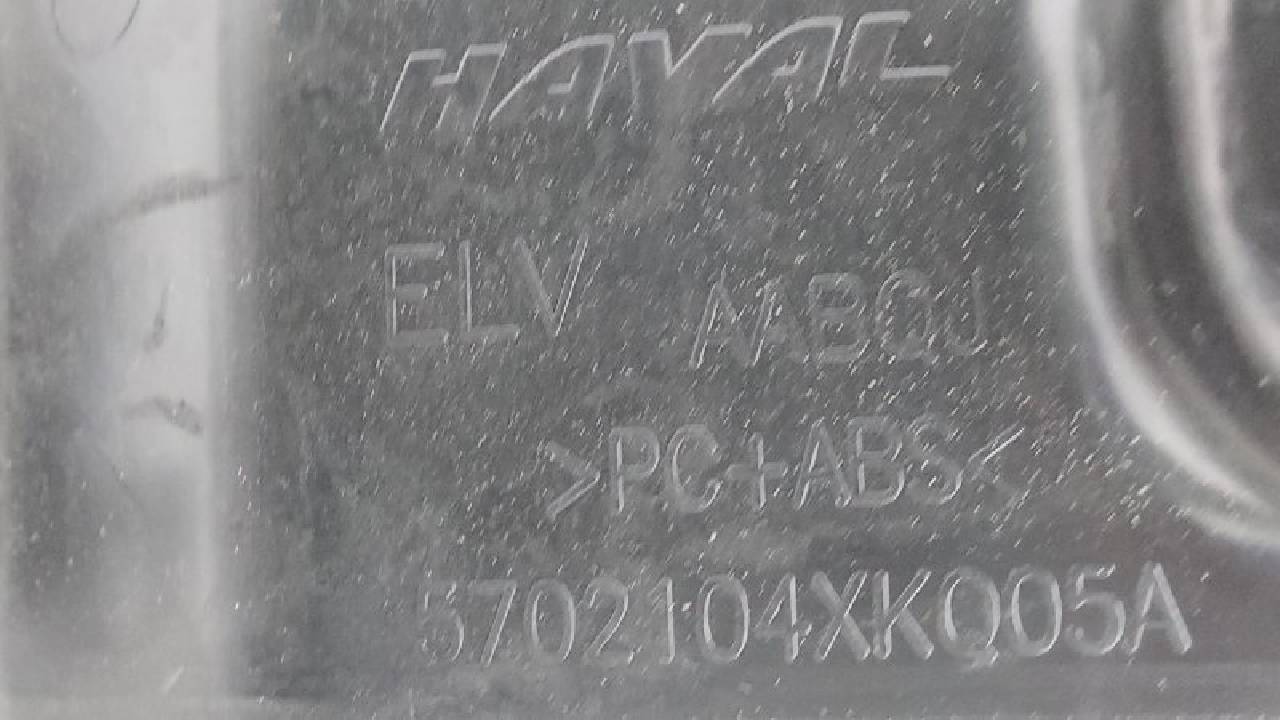 HAVAL
ELV AABQJ
>PC+ABS<
5702104XKQ05A